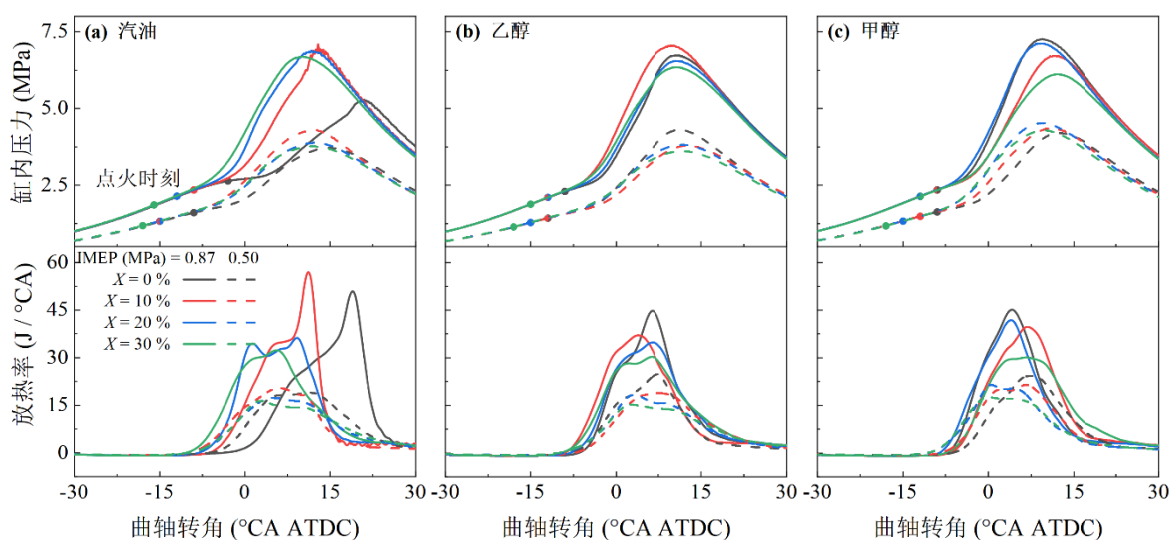 (a) 汽油
(b) 乙醇
(c) 甲醇
缸内压力 (MPa)
7.5
5.0
2.5
点火时刻
放热率 (J / °CA)
60
45
30
15
0
IMEP (MPa) = 0.87 0.50
X = 0 %
X = 10 %
X = 20 %
X = 30 %
-30 -15 0 15 30
-30 -15 0 15 30
-30 -15 0 15 30
曲轴转角 (°CA ATDC)
曲轴转角 (°CA ATDC)
曲轴转角 (°CA ATDC)